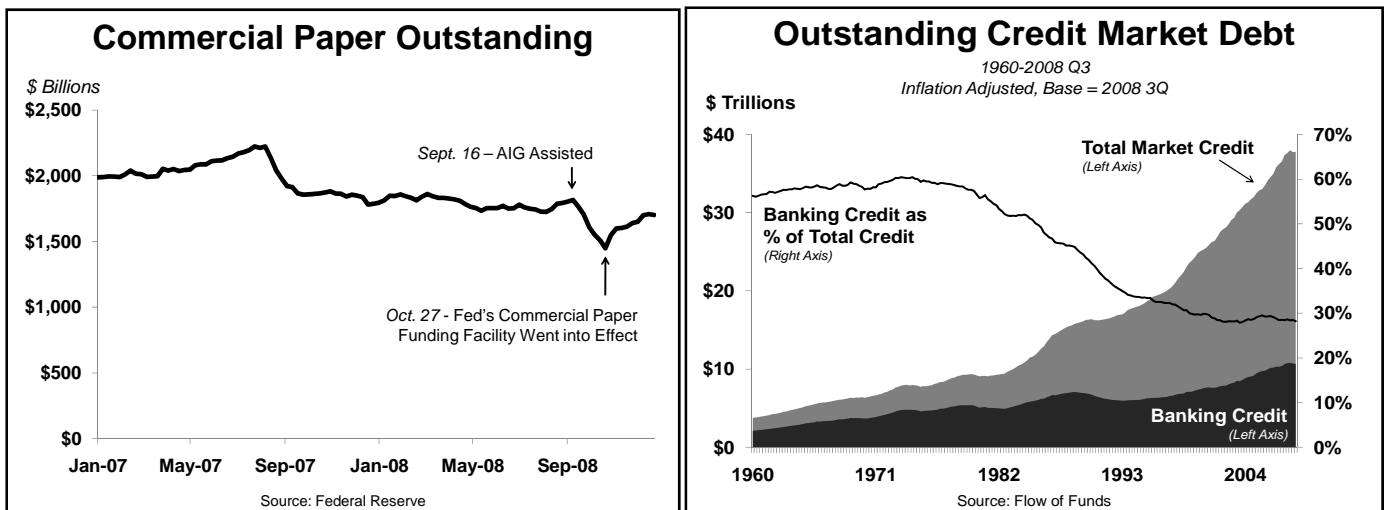 Commercial Paper Outstanding
$ Billions
$2,500
$2,000
$1,500
$1,000
$500
$0
Sept. 16 – AIG Assisted
Oct. 27 - Fed's Commercial Paper
Funding Facility Went into Effect
Jan-07 May-07 Sep-07 Jan-08 May-08 Sep-08
Source: Federal Reserve
Outstanding Credit Market Debt
1960-2008 Q3
Inflation Adjusted, Base = 2008 3Q
$ Trillions
$40
$30
$20
$10
$0
70%
60%
50%
40%
30%
20%
10%
0%
Total Market Credit
(Left Axis)
Banking Credit as
% of Total Credit
(Right Axis)
Banking Credit
(Left Axis)
1960 1971 1982 1993 2004
Source: Flow of Funds